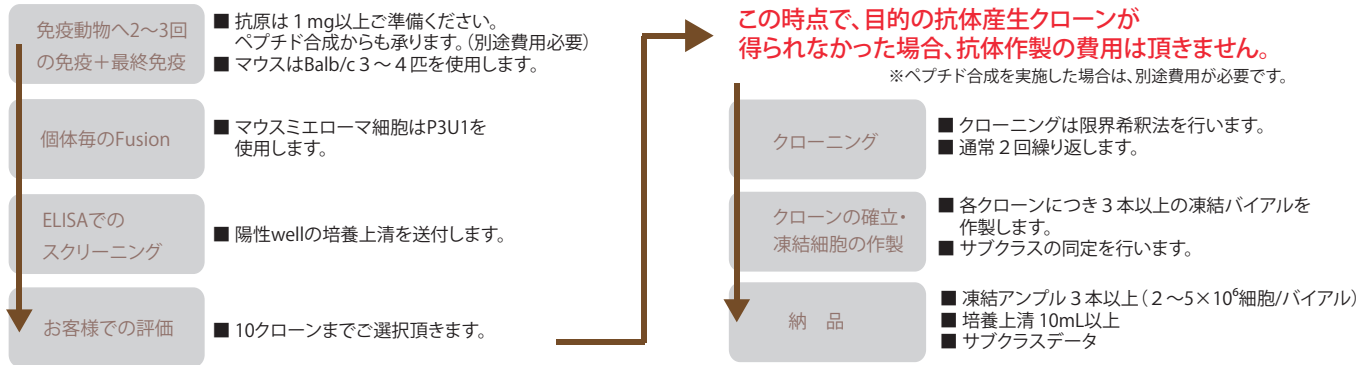 免疫動物へ2〜3回
の免疫＋最終免疫
■ 抗原は１mg以上ご準備ください。
ペプチド合成からも承ります。（別途費用必要）
■ マウスはBalb/c３〜４匹を使用します。
個体毎のFusion
■ マウスミエローマ細胞はP3U1を
使用します。
ELISAでの
スクリーニング
■ 陽性wellの培養上清を送付します。
お客様での評価
■ 10クローンまでご選択頂きます。
この時点で、目的の抗体産生クローンが
得られなかった場合、抗体作製の費用は頂きません。
※ペプチド合成を実施した場合は、別途費用が必要です。
クローニング
■ クローニングは限界希釈法を行います。
■ 通常２回繰り返します。
クローンの確立・
凍結細胞の作製
■ 各クローンにつき３本以上の凍結バイアルを
作製します。
■ サブクラスの同定を行います。
納　品
■ 凍結アンプル３本以上（２〜5×10⁶細胞/バイアル）
■ 培養上清 10mL以上
■ サブクラスデータ